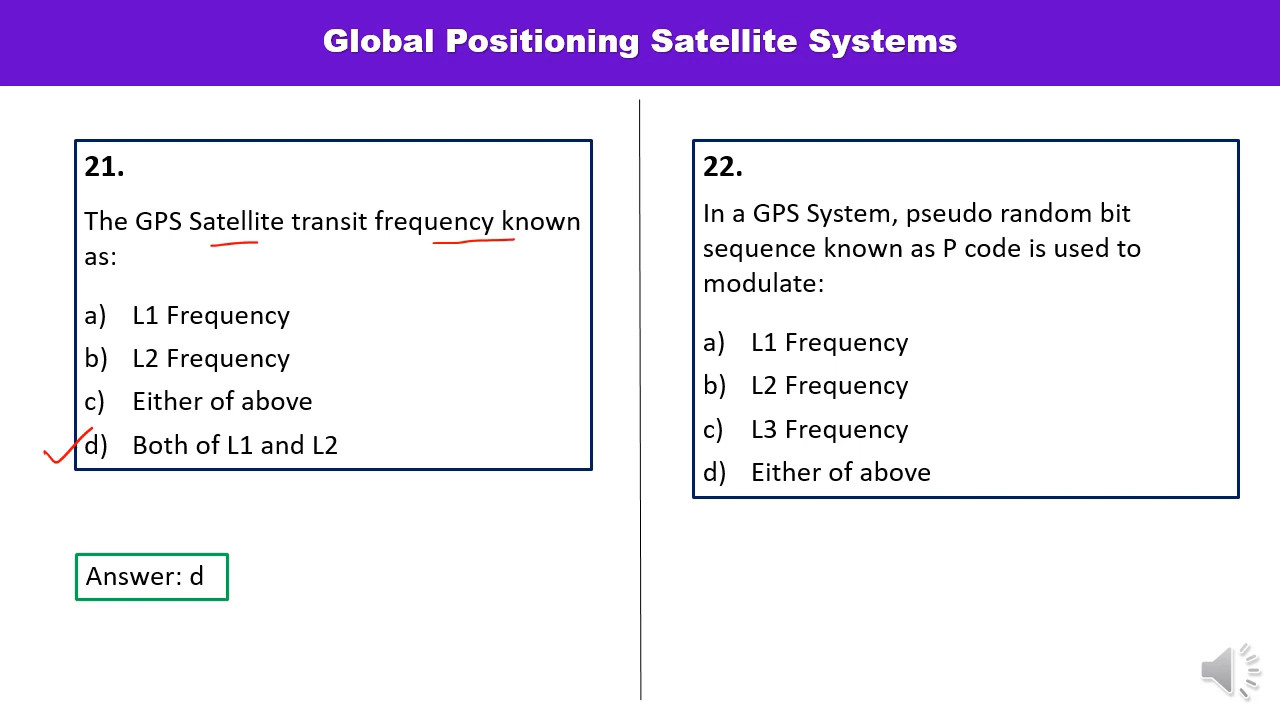 Global Positioning Satellite Systems
21.
The GPS Satellite transit frequency known
as:
a) L1 Frequency
b) L2 Frequency
c) Either of above
d) Both of L1 and L2
Answer: d
22.
In a GPS System, pseudo random bit
sequence known as P code is used to
modulate:
a) L1 Frequency
b) L2 Frequency
c) L3 Frequency
d) Either of above